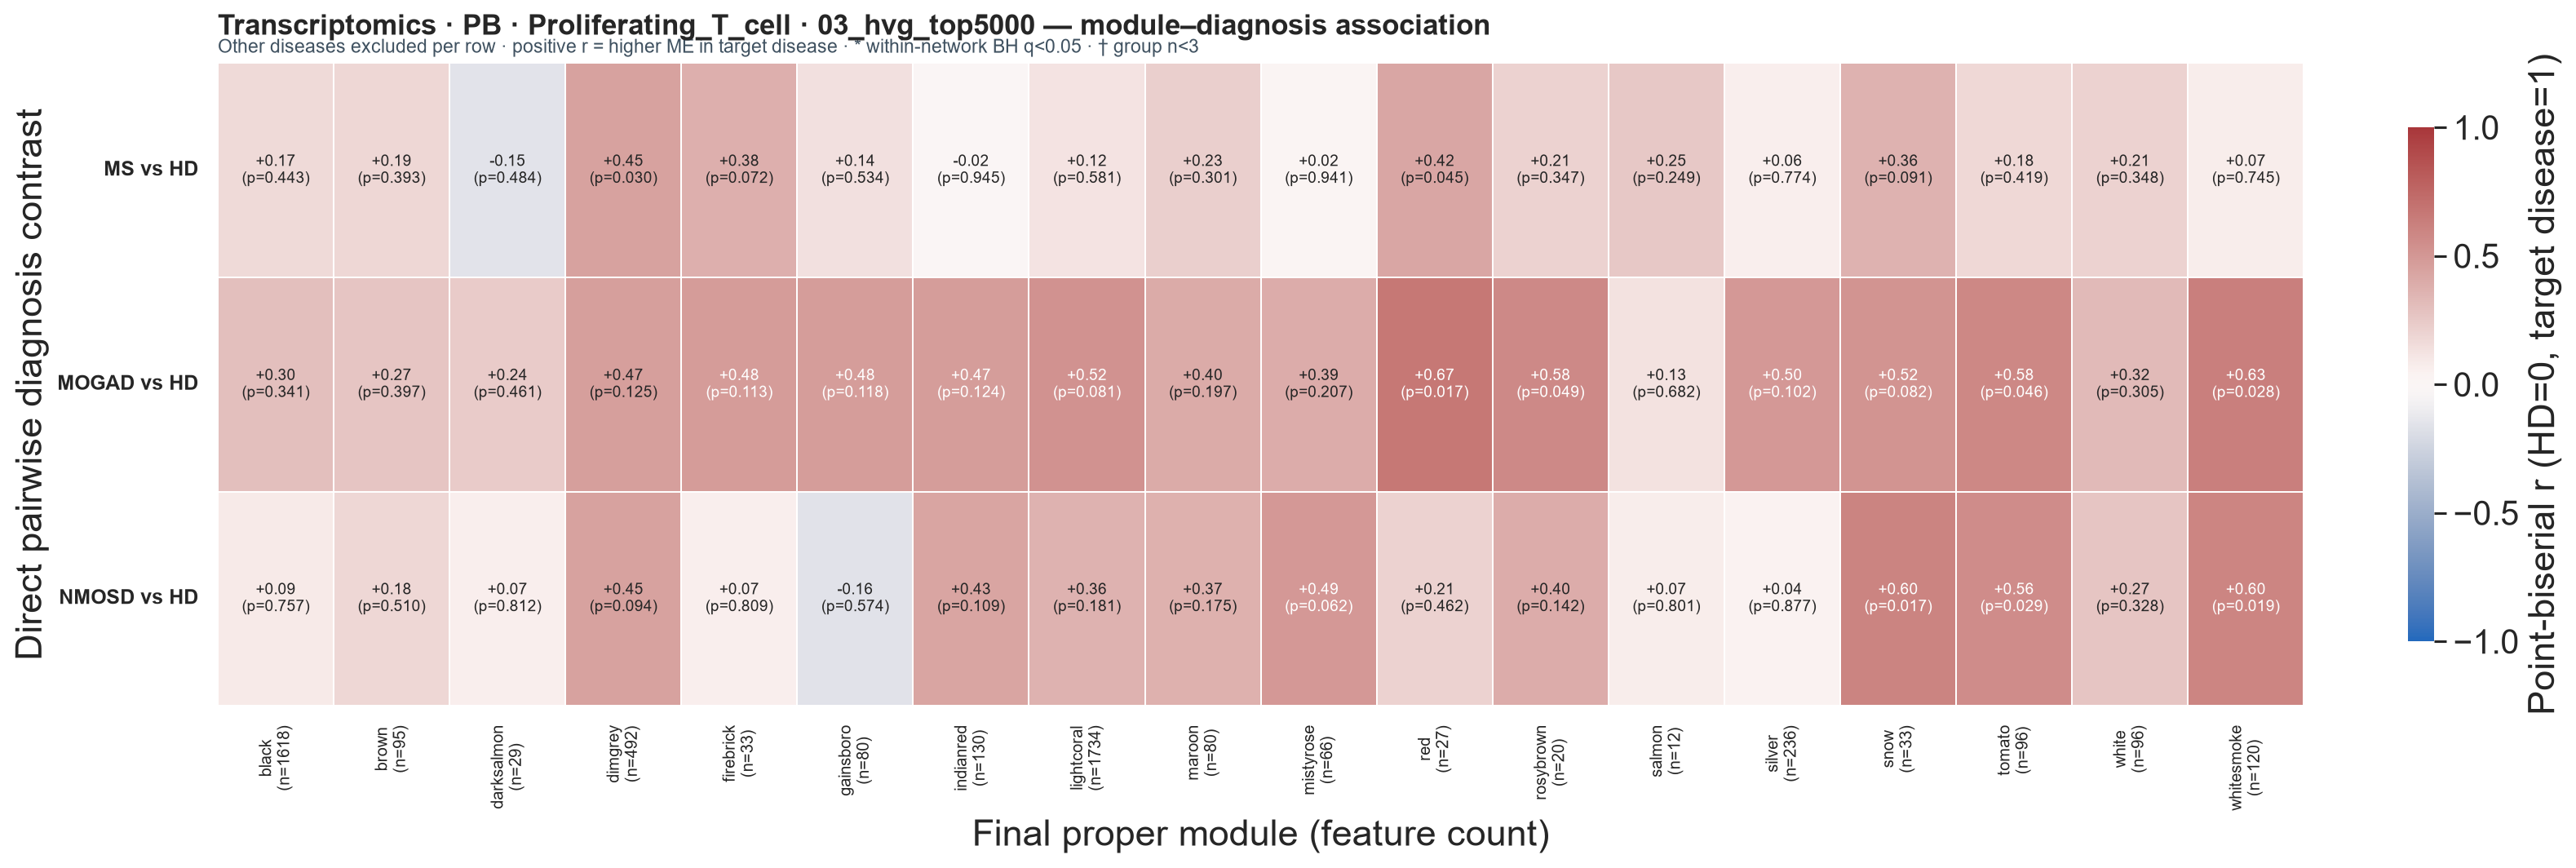 Transcriptomics · PB · Proliferating_T_cell · 03_hvg_top5000 — module–diagnosis association
Other diseases excluded per row · positive r = higher ME in target disease · * within-network BH q<0.05 · † group n<3
Direct pairwise diagnosis contrast
MS vs HD
+0.17 +0.19 -0.15 +0.45 +0.38 +0.14 -0.02 +0.12 +0.23 +0.02 +0.42 +0.21 +0.25 +0.06 +0.36 +0.18 +0.21 +0.07
(p=0.443) (p=0.393) (p=0.484) (p=0.030) (p=0.072) (p=0.534) (p=0.945) (p=0.581) (p=0.301) (p=0.941) (p=0.045) (p=0.347) (p=0.249) (p=0.774) (p=0.091) (p=0.419) (p=0.348) (p=0.745)
MOGAD vs HD
+0.30 +0.27 +0.24 +0.47 +0.48 +0.48 +0.47 +0.52 +0.40 +0.39 +0.67 +0.58 +0.13 +0.50 +0.52 +0.58 +0.32 +0.63
(p=0.341) (p=0.397) (p=0.461) (p=0.125) (p=0.113) (p=0.118) (p=0.124) (p=0.081) (p=0.197) (p=0.207) (p=0.017) (p=0.049) (p=0.682) (p=0.102) (p=0.082) (p=0.046) (p=0.305) (p=0.028)
NMOSD vs HD
+0.09 +0.18 +0.07 +0.45 +0.07 -0.16 +0.43 +0.36 +0.37 +0.49 +0.21 +0.40 +0.07 +0.04 +0.60 +0.56 +0.27 +0.60
(p=0.757) (p=0.510) (p=0.812) (p=0.094) (p=0.809) (p=0.574) (p=0.109) (p=0.181) (p=0.175) (p=0.062) (p=0.462) (p=0.142) (p=0.801) (p=0.877) (p=0.017) (p=0.029) (p=0.328) (p=0.019)
black
(n=1618)
brown
(n=95)
darksalmon
(n=29)
dimgrey
(n=492)
firebrick
(n=33)
gainsboro
(n=80)
indianred
(n=130)
lightcoral
(n=1734)
maroon
(n=80)
mistyrose
(n=66)
red
(n=27)
rosybrown
(n=20)
salmon
(n=12)
silver
(n=236)
snow
(n=33)
tomato
(n=96)
white
(n=96)
whitesmoke
(n=120)
Final proper module (feature count)
1.0
0.5
0.0
−0.5
−1.0
Point-biserial r (HD=0, target disease=1)